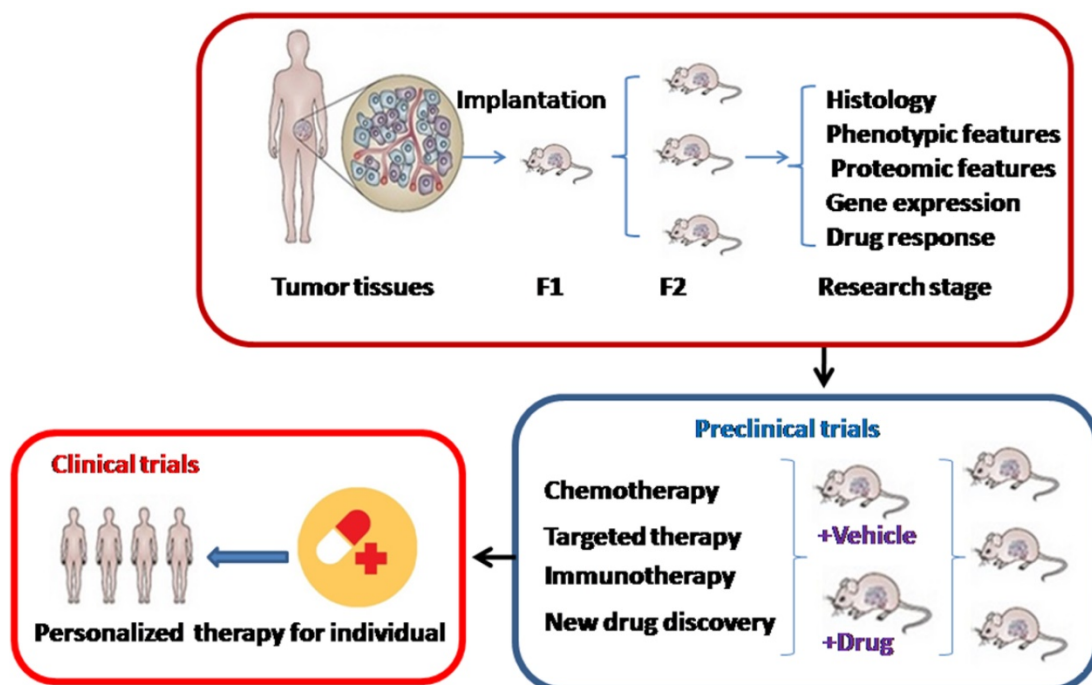 Implantation
Histology
Phenotypic features
Proteomic features
Gene expression
Drug response
Tumor tissues
F1
F2
Research stage
Preclinical trials
Chemotherapy
Targeted therapy
Immunotherapy
New drug discovery
+Vehicle
+Drug
Clinical trials
Personalized therapy for individual